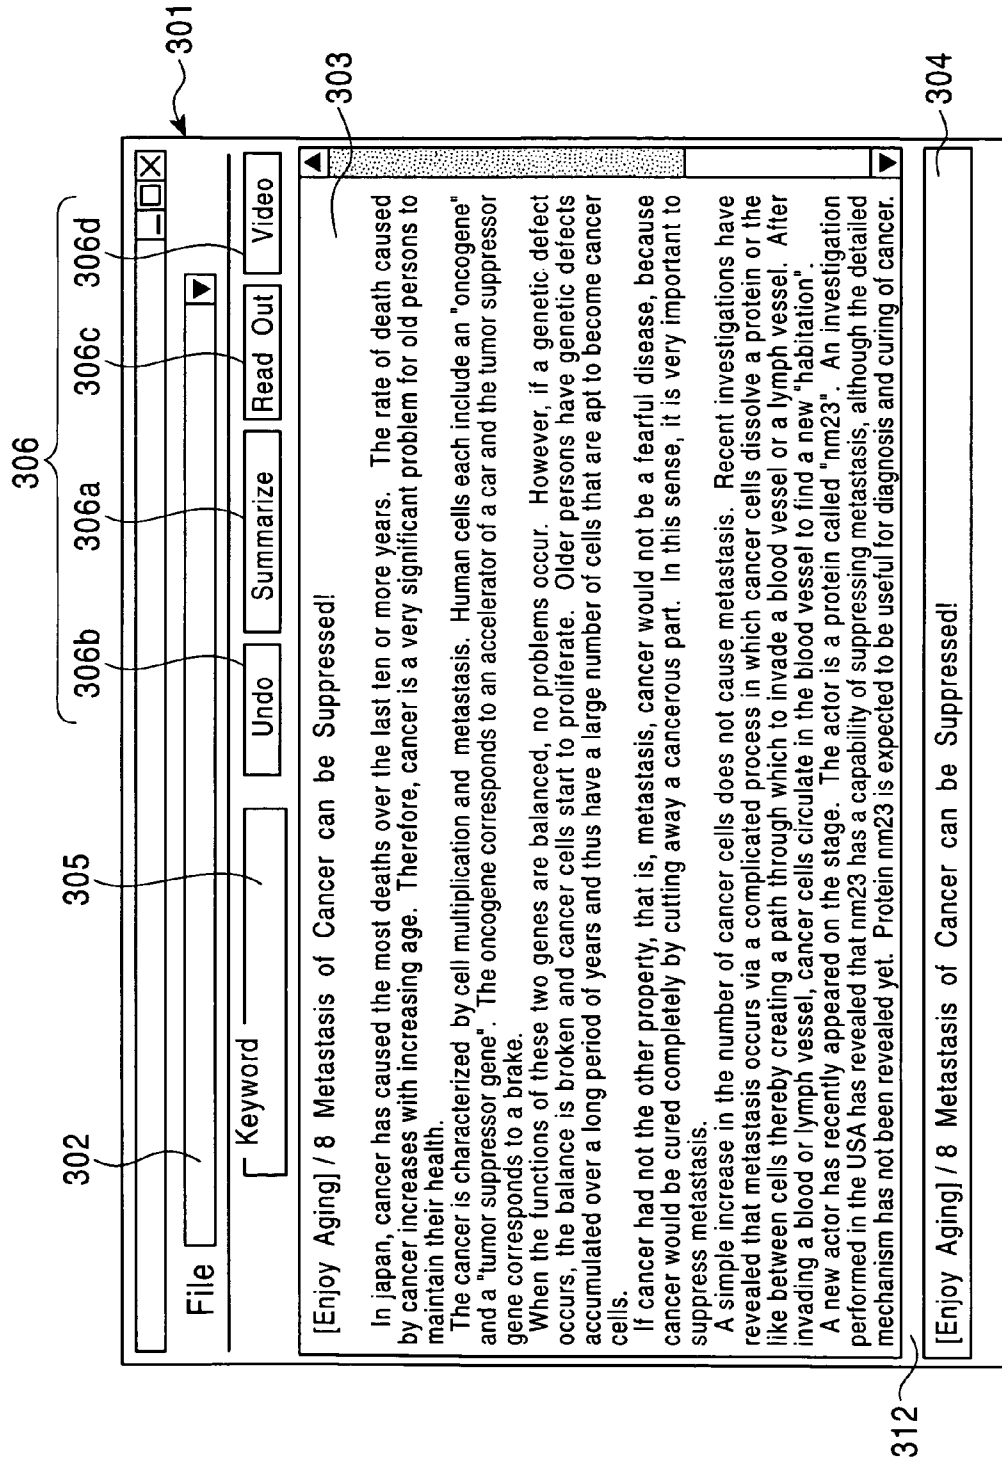 306
306b 306a 306c 306d
302 305
301
File
Keyword
Undo Summarize Read Out Video
303
[Enjoy Aging] / 8 Metastasis of Cancer can be Suppressed!
In japan, cancer has caused the most deaths over the last ten or more years. The rate of death caused
by cancer increases with increasing age. Therefore, cancer is a very significant problem for old persons to
maintain their health.
The cancer is characterized by cell multiplication and metastasis. Human cells each include an "oncogene"
and a "tumor suppressor gene". The oncogene corresponds to an accelerator of a car and the tumor suppressor
gene corresponds to a brake.
When the functions of these two genes are balanced, no problems occur. However, if a genetic defect
occurs, the balance is broken and cancer cells start to proliferate. Older persons have genetic defects
accumulated over a long period of years and thus have a large number of cells that are apt to become cancer
cells.
If cancer had not the other property, that is, metastasis, cancer would not be a fearful disease, because
cancer would be cured completely by cutting away a cancerous part. In this sense, it is very important to
suppress metastasis.
A simple increase in the number of cancer cells does not cause metastasis. Recent investigations have
revealed that metastasis occurs via a complicated process in which cancer cells dissolve a protein or the
like between cells thereby creating a path through which to invade a blood vessel or a lymph vessel. After
invading a blood or lymph vessel, cancer cells circulate in the blood vessel to find a new "habitation".
A new actor has recently appeared on the stage. The actor is a protein called "nm23". An investigation
performed in the USA has revealed that nm23 has a capability of suppressing metastasis, although the detailed
mechanism has not been revealed yet. Protein nm23 is expected to be useful for diagnosis and curing of cancer.
312
[Enjoy Aging] / 8 Metastasis of Cancer can be Suppressed!
304